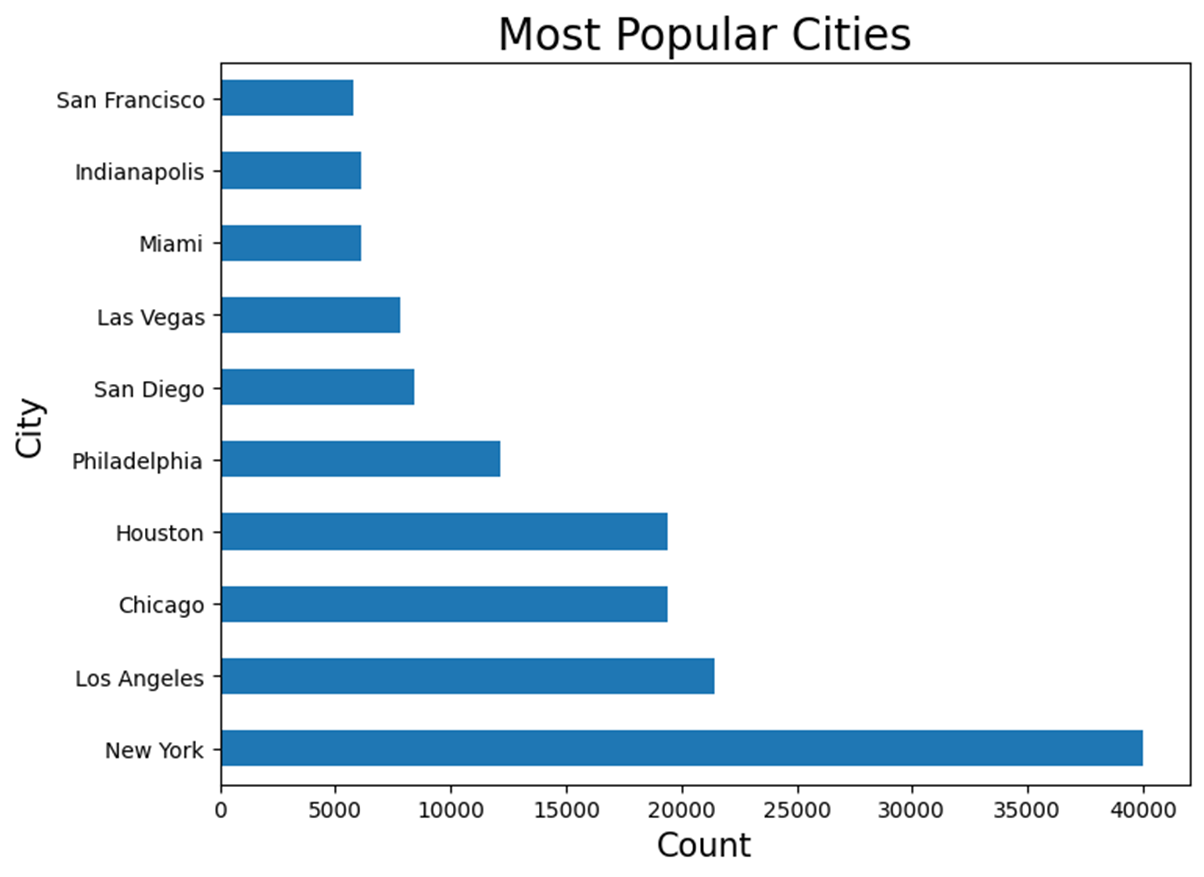 Most Popular Cities
San Francisco
Indianapolis
Miami
Las Vegas
San Diego
Philadelphia
Houston
Chicago
Los Angeles
New York
City
0 5000 10000 15000 20000 25000 30000 35000 40000
Count